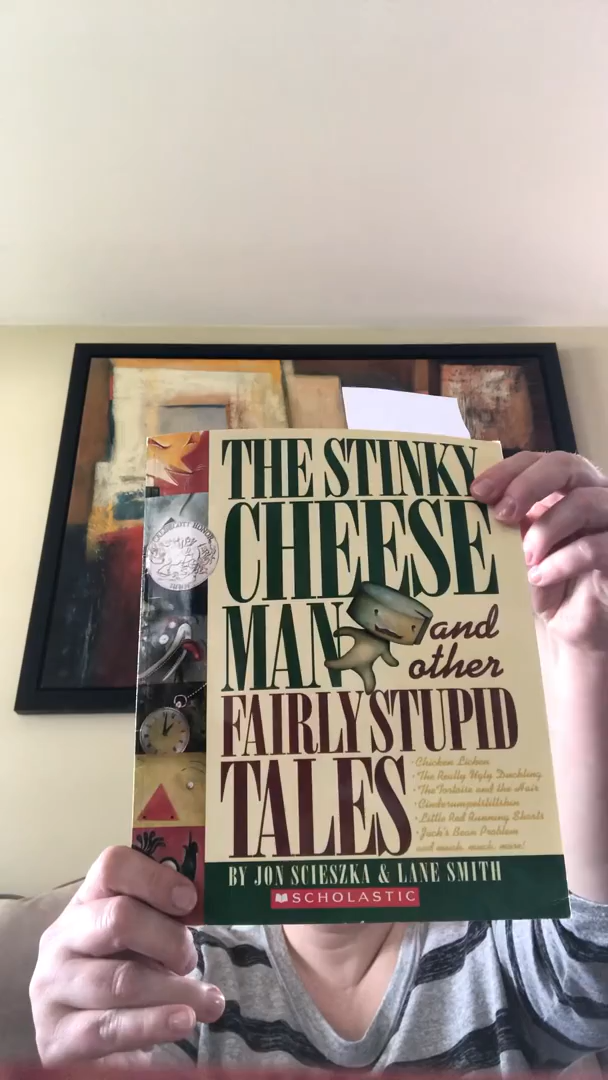 THE STINKY
CHEESE
MAN and
other
FAIRLY STUPID
TALES
• Chicken Licken
• The Really Ugly Duckling
• The Tortoise and the Hair
• Cinderumpelstiltskin
• Little Red Running Shorts
• Jack's Bean Problem
and much, much, more!
BY JON SCIESZKA & LANE SMITH
SCHOLASTIC